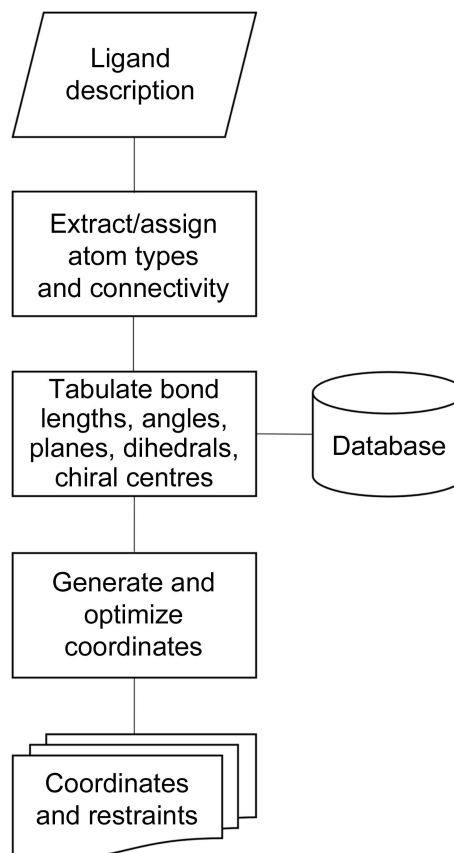 Ligand
description
Extract/assign
atom types
and connectivity
Tabulate bond
lengths, angles,
planes, dihedrals,
chiral centres
Database
Generate and
optimize
coordinates
Coordinates
and restraints